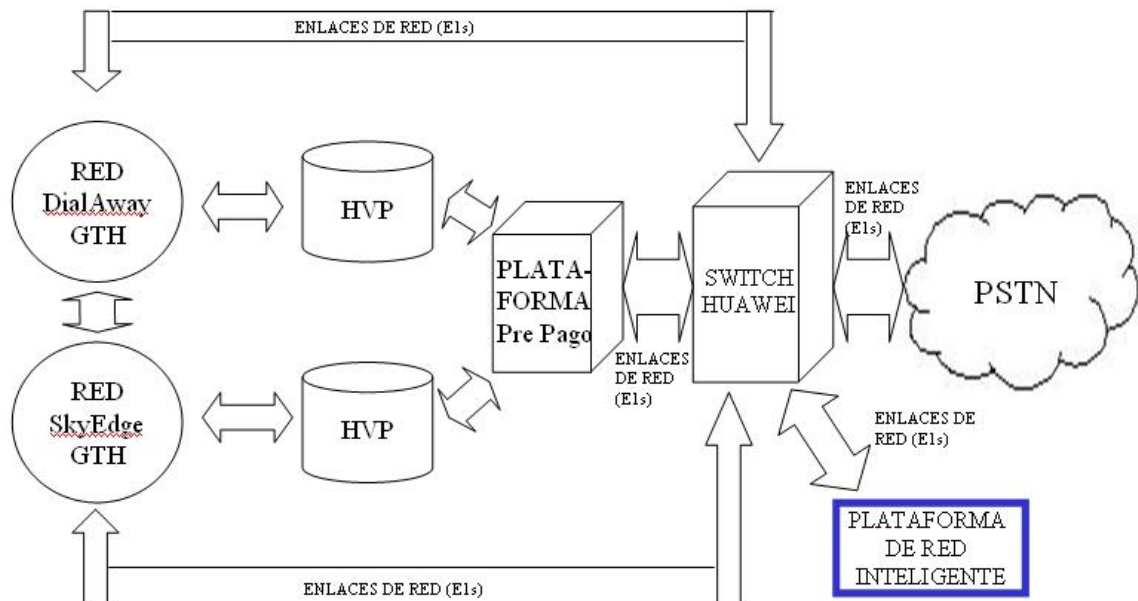 ENLACES DE RED (E1s)
RED
DialAway
GTH
HVP
PLATA-
FORMA
Pre Pago
ENLACES
DE RED
(E1s)
SWITCH
HUAWEI
ENLACES
DE RED
(E1s)
PSTN
RED
SkyEdge
GTH
HVP
ENLACES DE
RED (E1s)
PLATAFORMA
DE RED
INTELIGENTE
ENLACES DE RED (E1s)